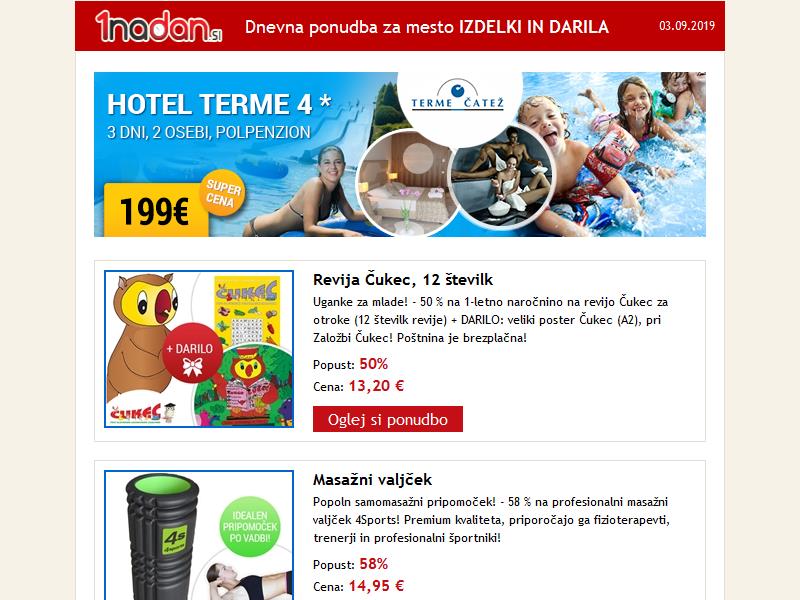 1nadan.si
Dnevna ponudba za mesto IZDELKI IN DARILA
03.09.2019
HOTEL TERME 4 *
3 DNI, 2 OSEBI, POLPENZION
TERME ČATEŽ
SUPER
CENA
199€
Revija Čukec, 12 številk
Uganke za mlade! - 50 % na 1-letno naročnino na revijo Čukec za
otroke (12 številk revije) + DARILO: veliki poster Čukec (A2), pri
Založbi Čukec! Poštnina je brezplačna!
Popust: 50%
Cena: 13,20 €
Oglej si ponudbo
ČUKEC
+ DARILO
ČUKEC
Masažni valjček
Popoln samomasažni pripomoček! - 58 % na profesionalni masažni
valjček 4Sports! Premium kvaliteta, priporočajo ga fizioterapevti,
trenerji in profesionalni športniki!
Popust: 58%
Cena: 14,95 €
IDEALEN
PRIPOMOČEK
PO VADBI!
4s
4sports